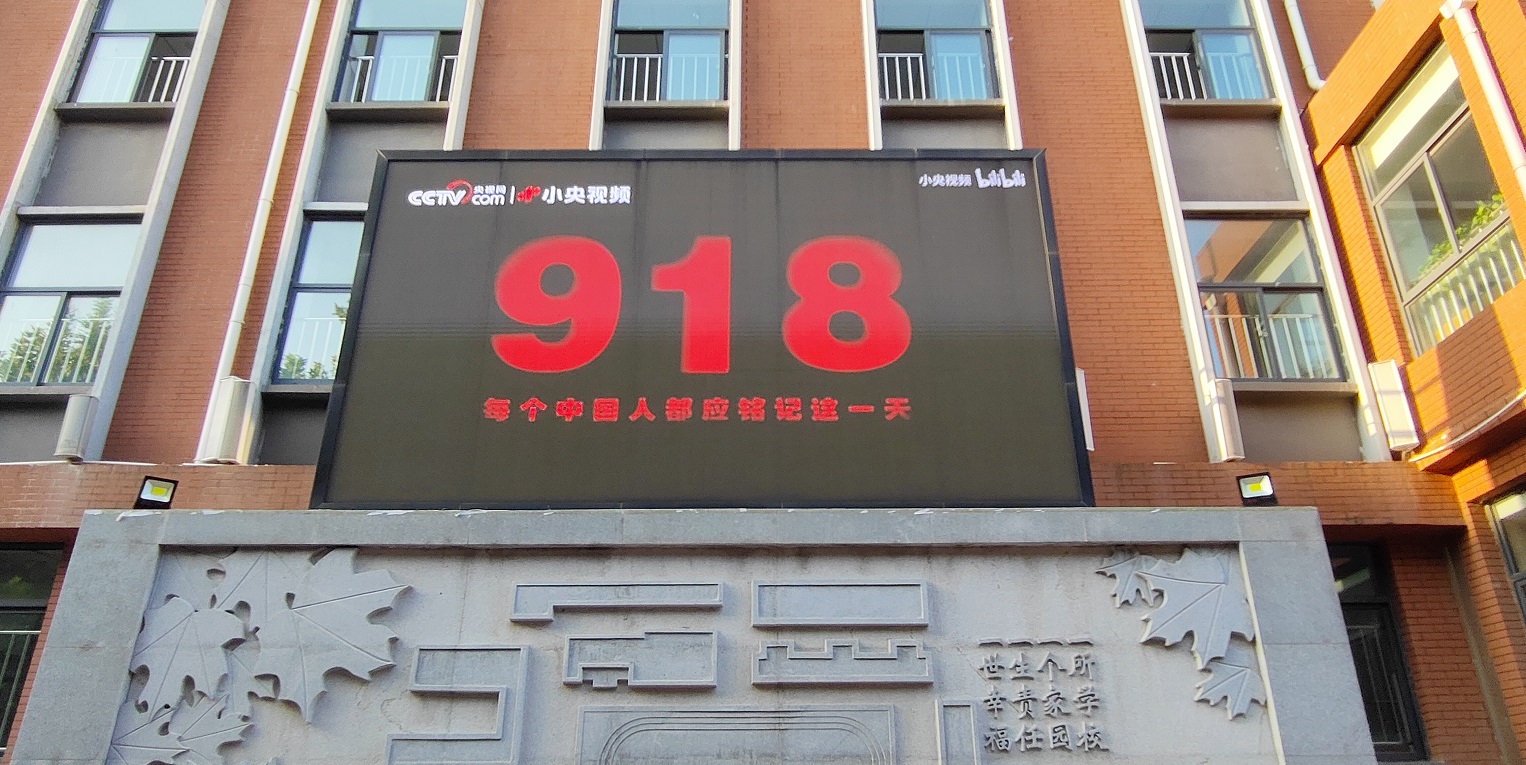 CCTV.com 央视网 | 小央视频
小央视频 bilibili
918
每个中国人都应铭记这一天
一所学校
一个家园
一生责任
一世幸福